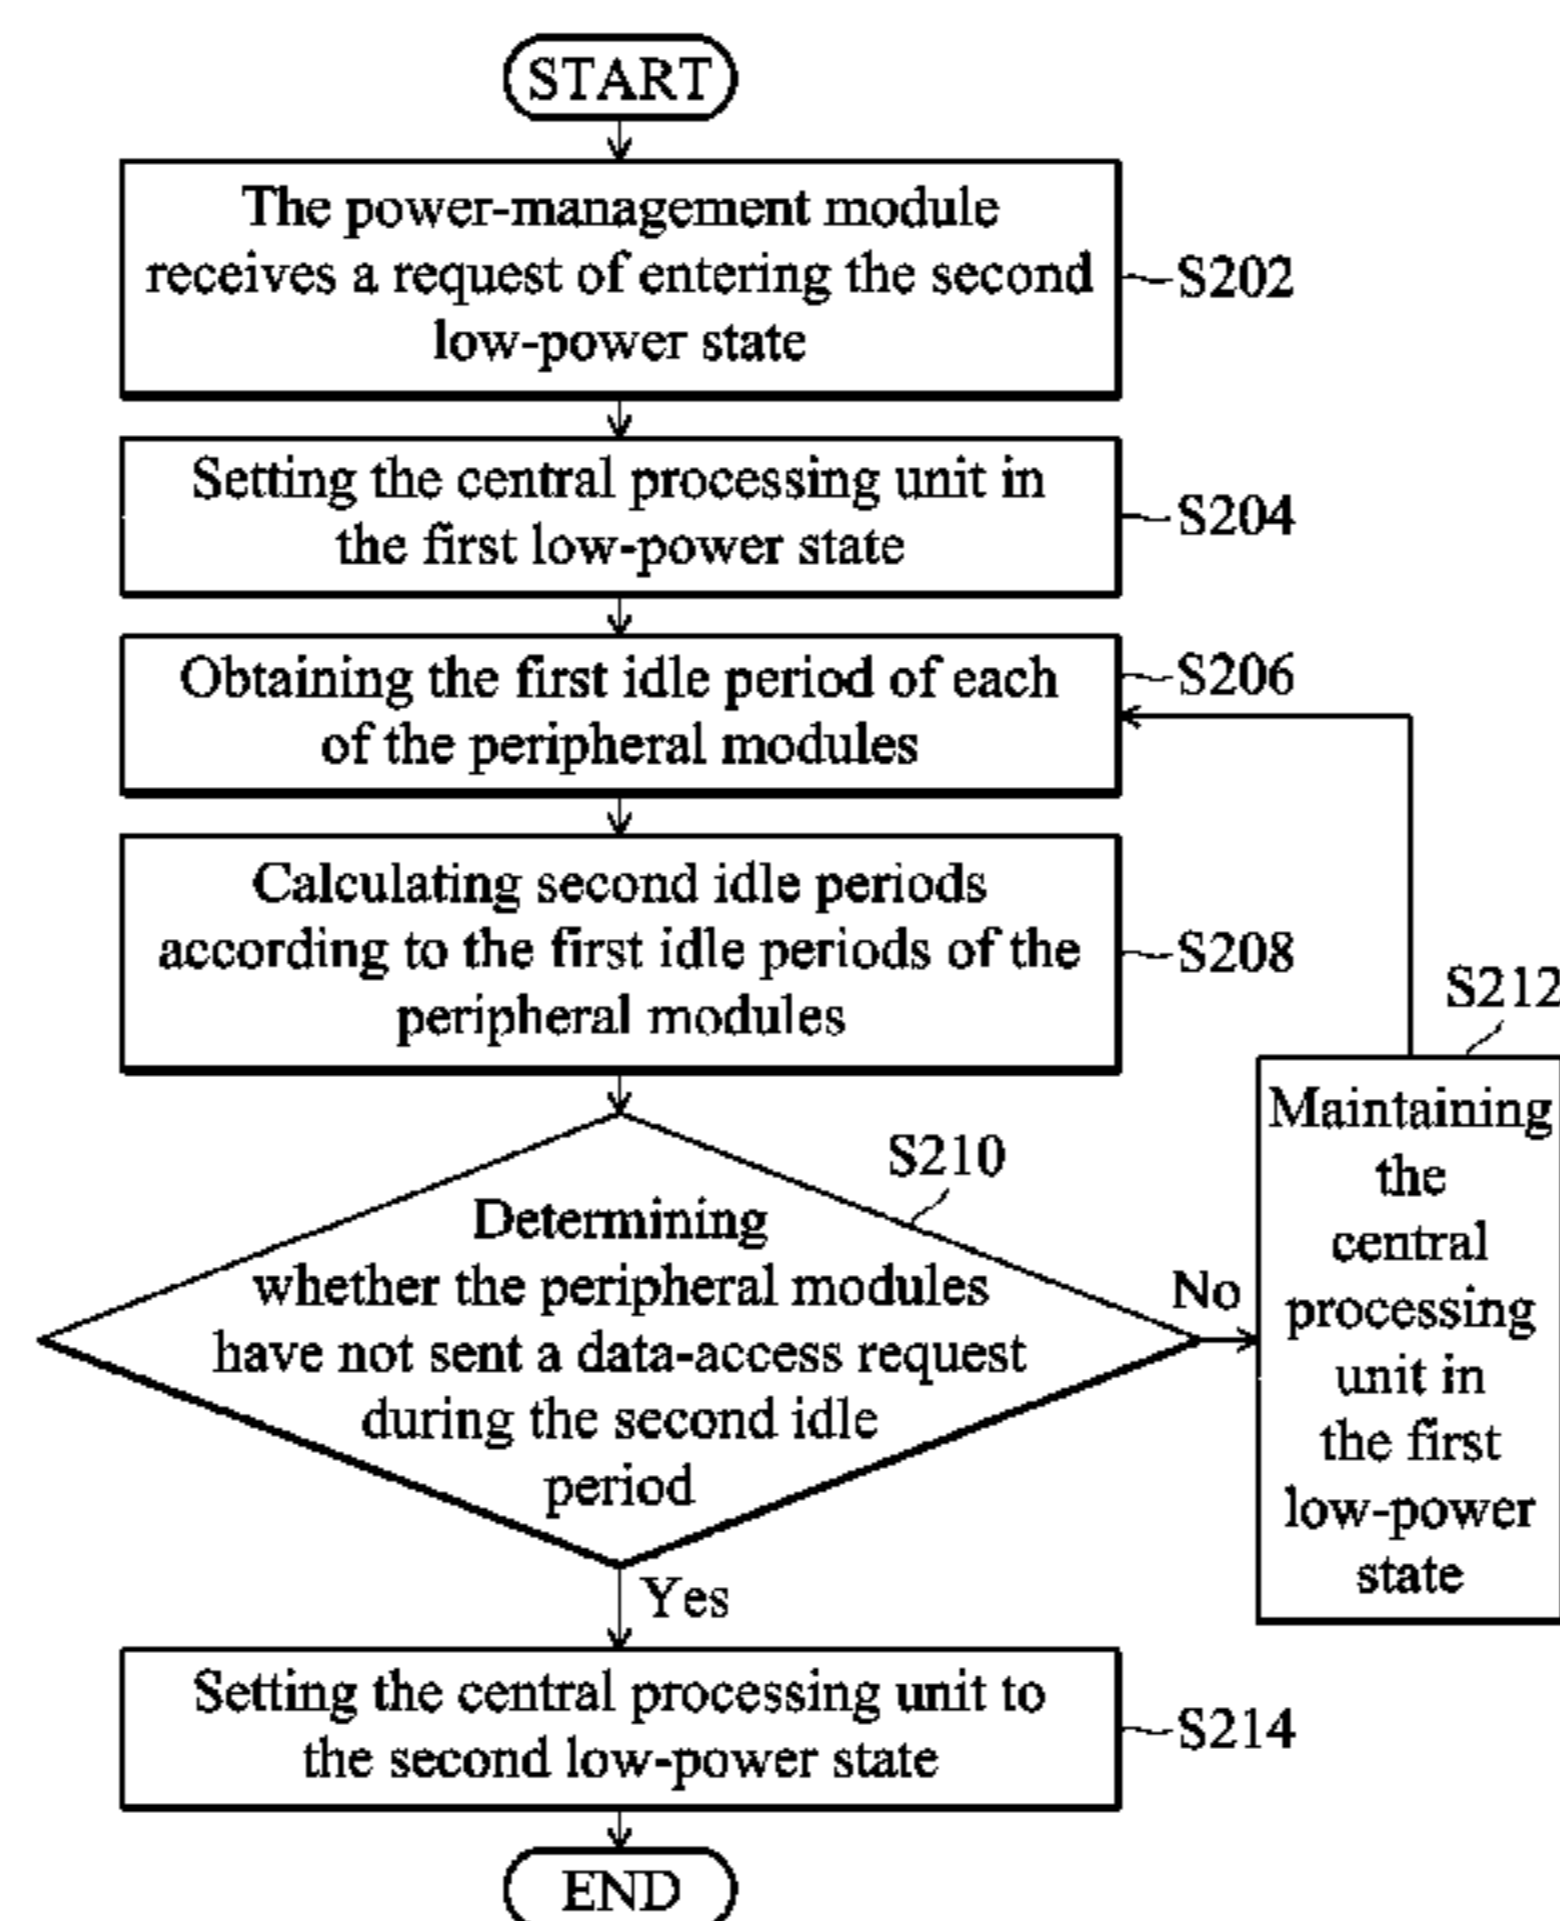 START
The power-management module
receives a request of entering the second
low-power state
S202
Setting the central processing unit in
the first low-power state
S204
Obtaining the first idle period of each
of the peripheral modules
S206
Calculating second idle periods
according to the first idle periods of the
peripheral modules
S208
S210
Determining
whether the peripheral modules
have not sent a data-access request
during the second idle
period
No
S212
Maintaining
the
central
processing
unit in
the first
low-power
state
Yes
Setting the central processing unit to
the second low-power state
S214
END